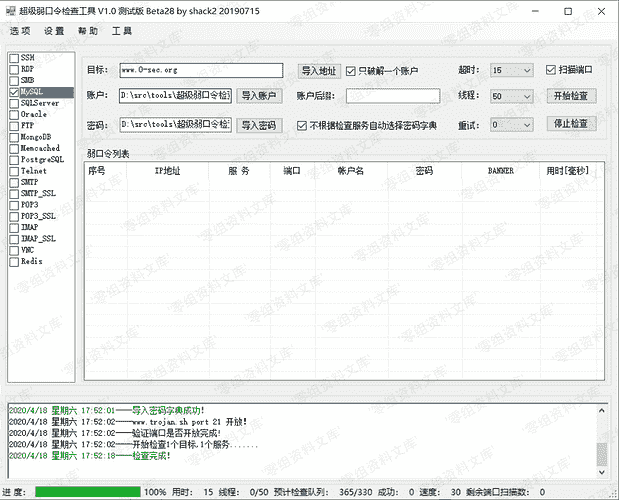 超级弱口令检查工具 V1.0 测试版 Beta28 by shack2 20190715
选项 设置 帮助 工具
SSH
RDP
SMB
MySQL
SQLServer
Oracle
FTP
MongoDB
Memcached
PostgreSQL
Telnet
SMTP
SMTP_SSL
POP3
POP3_SSL
IMAP
IMAP_SSL
VNC
Redis
目标: www.0-sec.org 导入地址 只破解一个账户 超时: 15 扫描端口
账户: D:\src\tools\超级弱口令检 导入账户 账户后缀: 线程: 50 开始检查
密码: D:\src\tools\超级弱口令检 导入密码 不根据检查服务自动选择密码字典 重试: 0 停止检查
弱口令列表
序号 IP地址 服务 端口 帐户名 密码 BANNER 用时[毫秒]
2020/4/18 星期六 17:52:01----导入密码字典成功!
2020/4/18 星期六 17:52:02----www.trojan.sh port 21 开放!
2020/4/18 星期六 17:52:02----验证端口是否开放完成!
2020/4/18 星期六 17:52:02----开始检查1个目标,1个服务.......
2020/4/18 星期六 17:52:18----检查完成!
进度: 100% 用时: 15 线程: 0/50 预计检查队列: 365/330 成功: 0 速度: 30 剩余端口扫描数: 0
零组资料文库